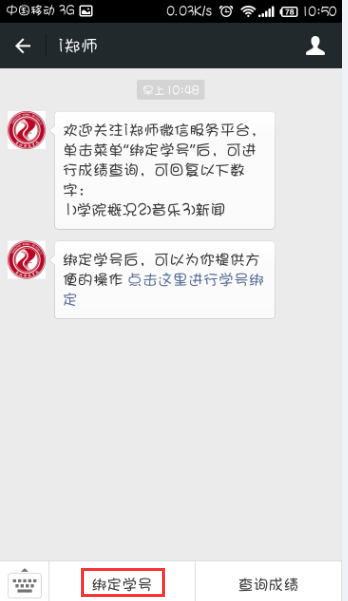 中国移动 3G 0.03K/s 78 10:50
i郑师
早上10:48
欢迎关注i郑师微信服务平台，
单击菜单“绑定学号”后，可进
行成绩查询，可回复以下数
字：
1)学院概况2)音乐3)新闻
绑定学号后，可以为你提供方
便的操作 点击这里进行学号绑
定
绑定学号 查询成绩